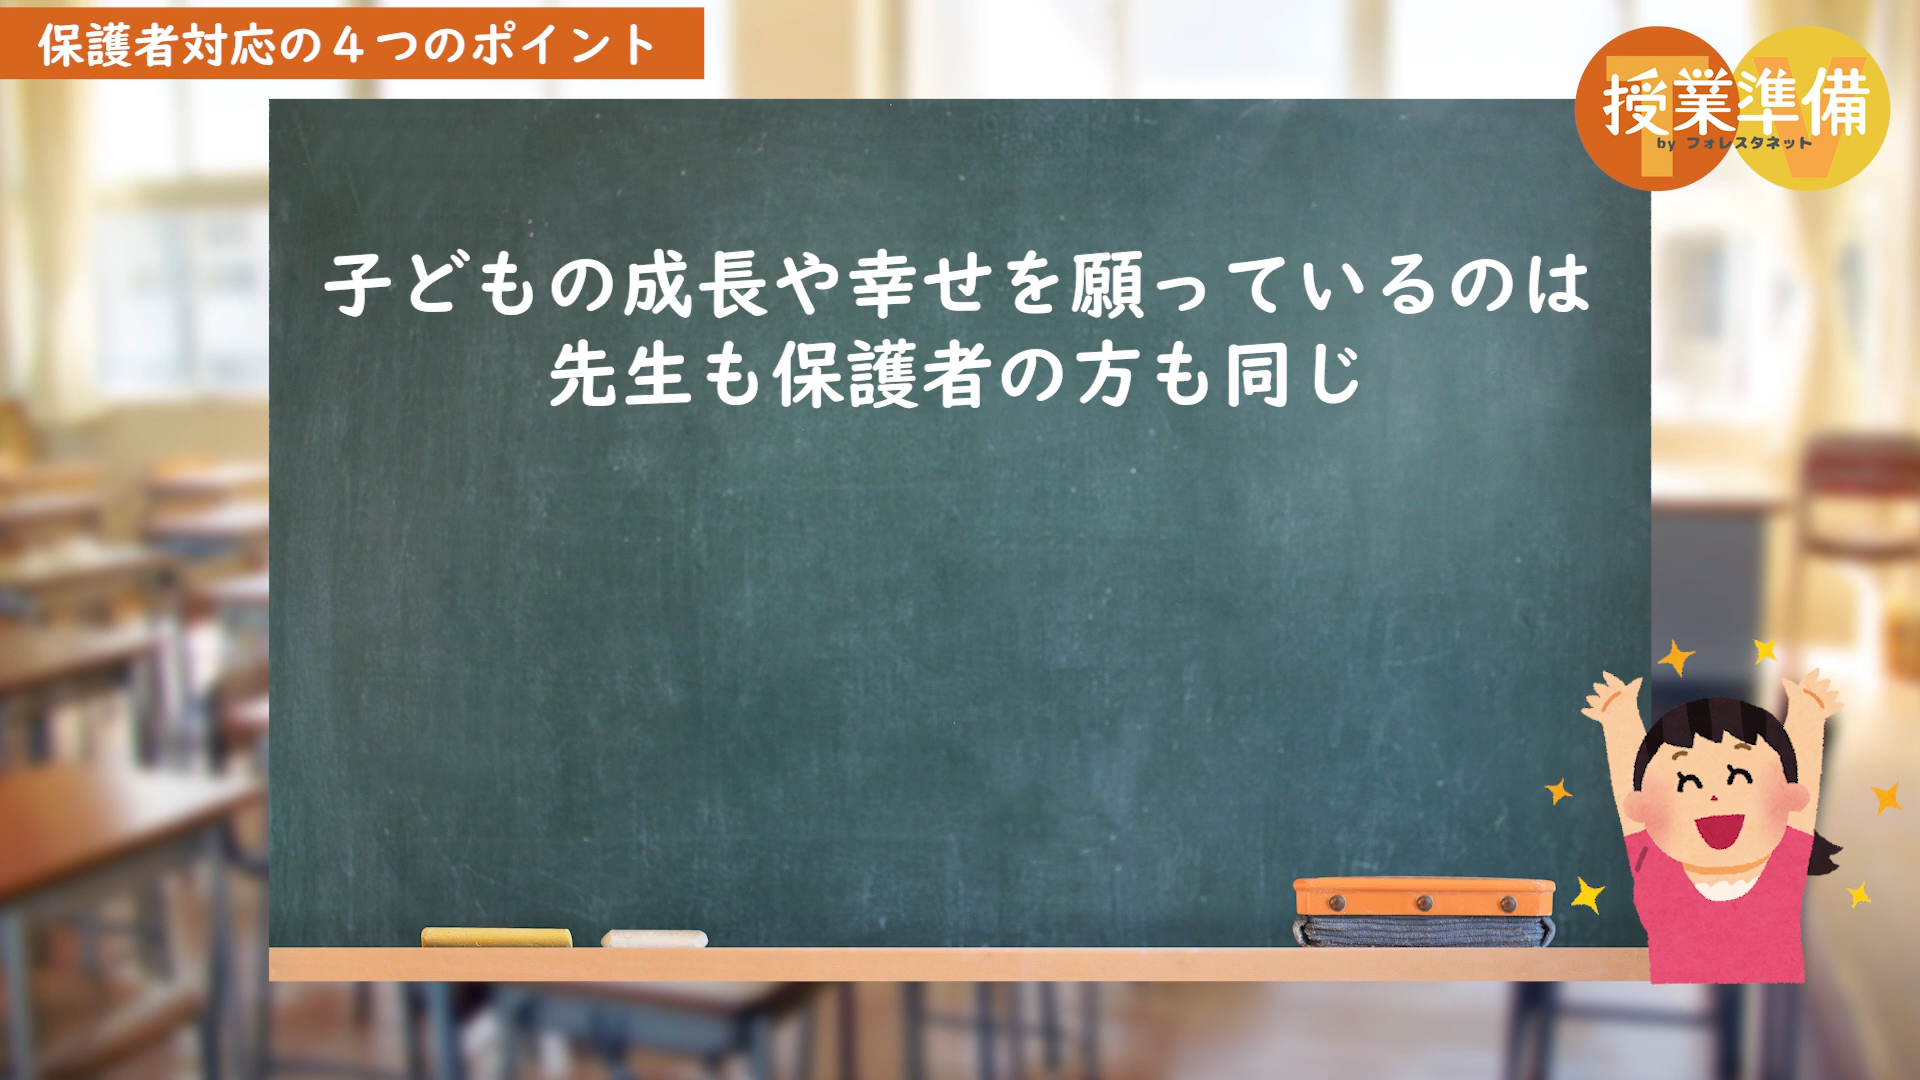 保護者対応の４つのポイント
授業準備
TV
by フォレスタネット
子どもの成長や幸せを願っているのは
先生も保護者の方も同じ